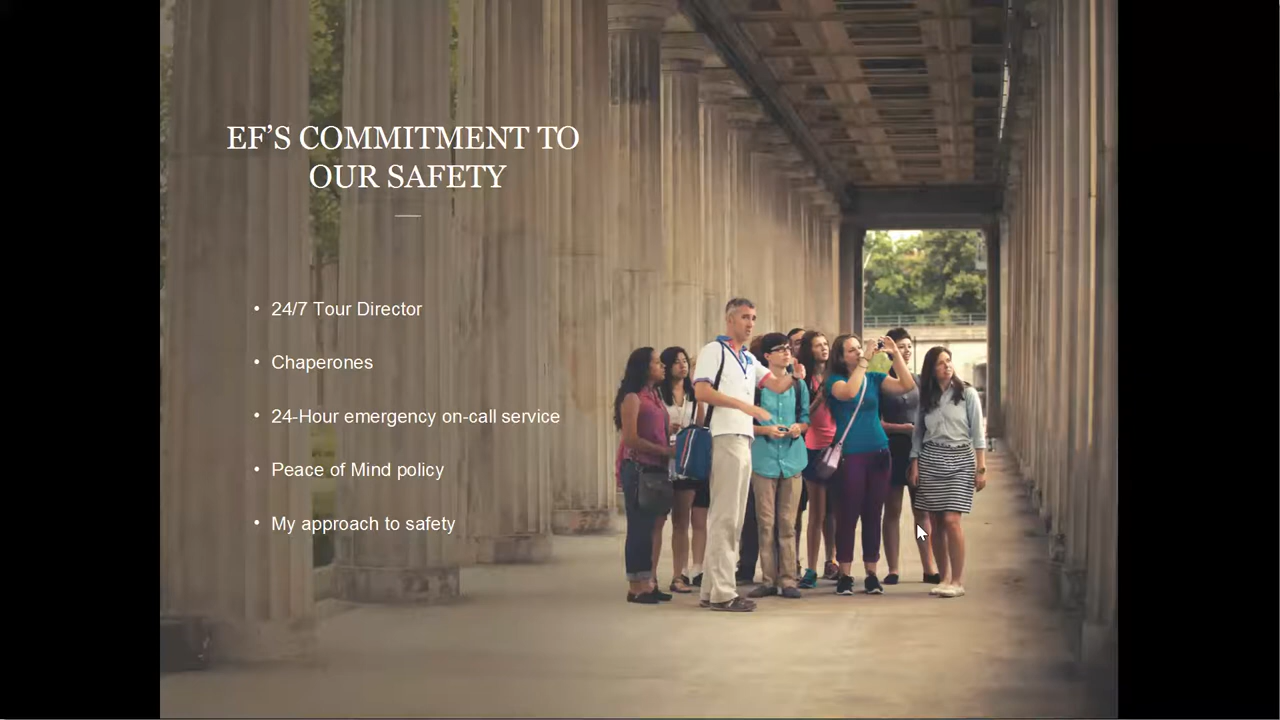 EF’S COMMITMENT TO
OUR SAFETY
• 24/7 Tour Director
• Chaperones
• 24-Hour emergency on-call service
• Peace of Mind policy
• My approach to safety